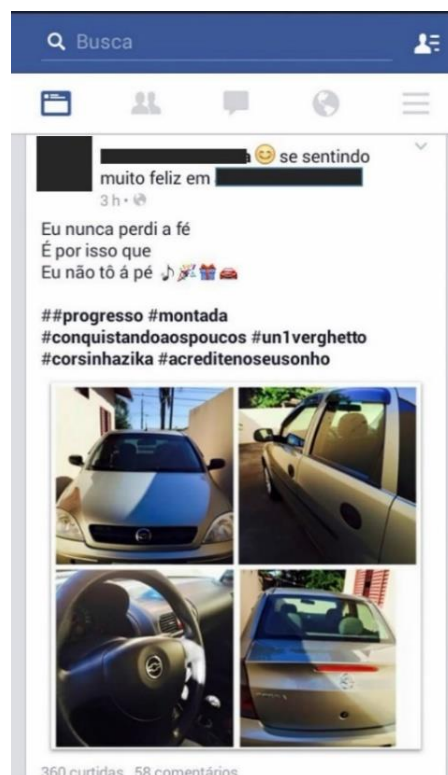 Busca
😊 se sentindo
muito feliz em
3 h •
Eu nunca perdi a fé
É por isso que
Eu não tô á pé 🎵🎉🎁🚗
##progresso #montada
#conquistandoaospoucos #un1verghetto
#corsinhazika #acreditenoseusonho
360 curtidas 58 comentários